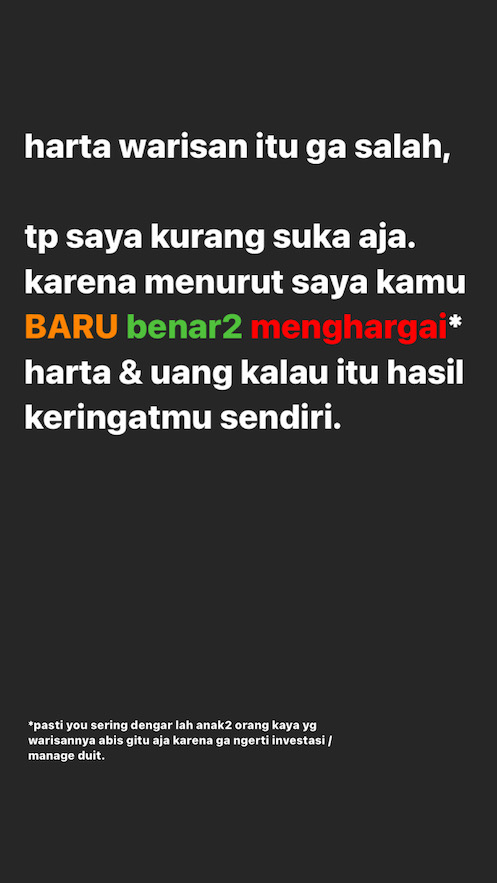 harta warisan itu ga salah,
tp saya kurang suka aja.
karena menurut saya kamu
BARU benar2 menghargai*
harta & uang kalau itu hasil
keringatmu sendiri.
*pasti you sering dengar lah anak2 orang kaya yg
warisannya abis gitu aja karena ga ngerti investasi /
manage duit.